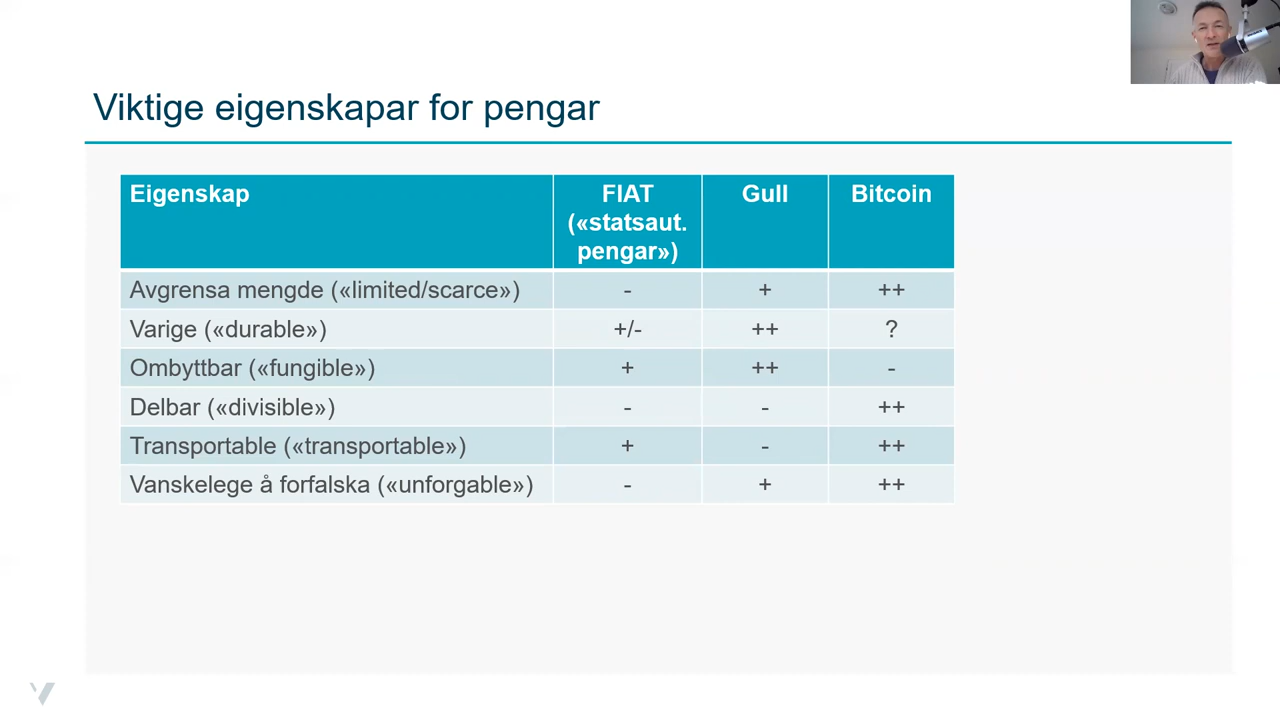 Viktige eigenskapar for pengar
Eigenskap FIAT Gull Bitcoin
(«statsaut.
pengar»)
Avgrensa mengde («limited/scarce») - + ++
Varige («durable») +/- ++ ?
Ombyttbar («fungible») + ++ -
Delbar («divisible») - - ++
Transportable («transportable») + - ++
Vanskelege å forfalska («unforgable») - + ++